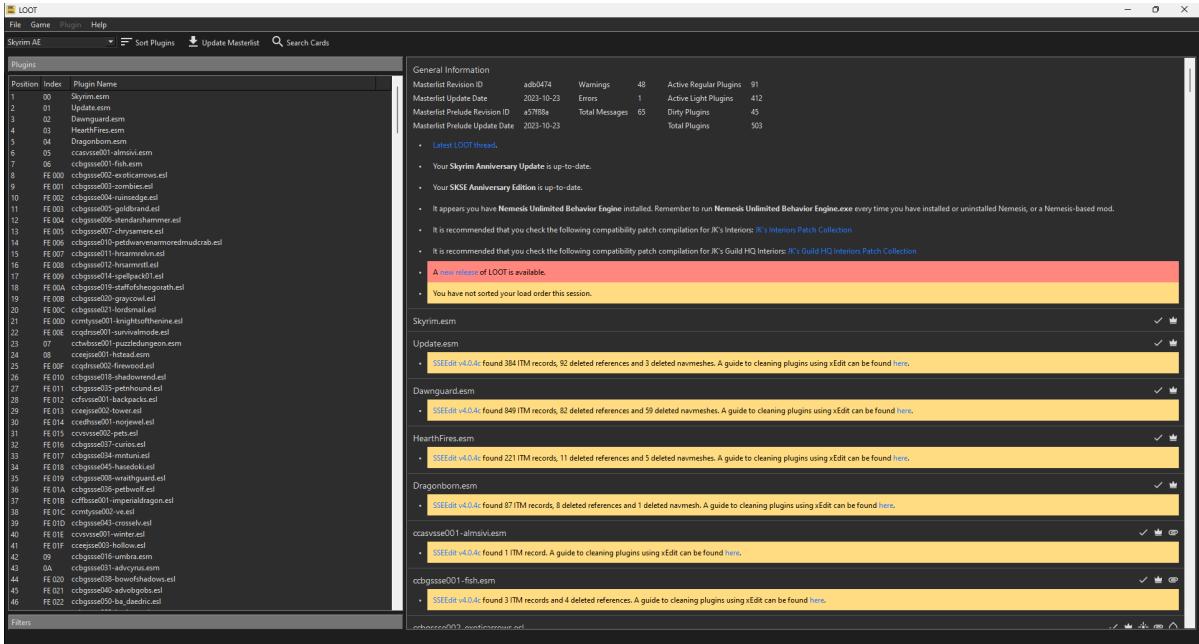 LOOT
File Game Plugin Help
Skyrim AE Sort Plugins Update Masterlist Search Cards
Plugins
Position Index Plugin Name
1 00 Skyrim.esm
2 01 Update.esm
3 02 Dawnguard.esm
4 03 HearthFires.esm
5 04 Dragonborn.esm
6 05 ccasvsse001-almsivi.esm
7 06 ccbgssse001-fish.esm
8 FE 000 ccbgssse002-exoticarrows.esl
9 FE 001 ccbgssse003-zombies.esl
10 FE 002 ccbgssse004-ruinsedge.esl
11 FE 003 ccbgssse005-goldbrand.esl
12 FE 004 ccbgssse006-stendarshammer.esl
13 FE 005 ccbgssse007-chrysamere.esl
14 FE 006 ccbgssse010-petdwarvenarmoredmudcrab.esl
15 FE 007 ccbgssse011-hrsarmrelvn.esl
16 FE 008 ccbgssse012-hrsarmrstl.esl
17 FE 009 ccbgssse014-spellpack01.esl
18 FE 00A ccbgssse019-staffofsheogorath.esl
19 FE 00B ccbgssse020-graycowl.esl
20 FE 00C ccbgssse021-lordsmail.esl
21 FE 00D ccmtysse001-knightsofthenine.esl
22 FE 00E ccqdrsse001-survivalmode.esl
23 07 cctwbsse001-puzzledungeon.esm
24 08 cceejsse001-hstead.esm
25 FE 00F ccqdrsse002-firewood.esl
26 FE 010 ccbgssse018-shadowrend.esl
27 FE 011 ccbgssse035-petnhound.esl
28 FE 012 ccfsvsse001-backpacks.esl
29 FE 013 cceejsse002-tower.esl
30 FE 014 ccedhsse001-norjewel.esl
31 FE 015 ccvsvsse002-pets.esl
32 FE 016 ccbgssse037-curios.esl
33 FE 017 ccbgssse034-mntuni.esl
34 FE 018 ccbgssse045-hasedoki.esl
35 FE 019 ccbgssse008-wraithguard.esl
36 FE 01A ccbgssse036-petbwolf.esl
37 FE 01B ccffbsse001-imperialdragon.esl
38 FE 01C ccmtysse002-ve.esl
39 FE 01D ccbgssse043-crosselv.esl
40 FE 01E ccvsvsse001-winter.esl
41 FE 01F cceejsse003-hollow.esl
42 09 ccbgssse016-umbra.esm
43 0A ccbgssse031-advcyrus.esm
44 FE 020 ccbgssse038-bowofshadows.esl
45 FE 021 ccbgssse040-advobgobs.esl
46 FE 022 ccbgssse050-ba_daedric.esl
Filters
General Information
Masterlist Revision ID adb0474 Warnings 48 Active Regular Plugins 91
Masterlist Update Date 2023-10-23 Errors 1 Active Light Plugins 412
Masterlist Prelude Revision ID a57f88a Total Messages 65 Dirty Plugins 45
Masterlist Prelude Update Date 2023-10-23 Total Plugins 503
• Latest LOOT thread.
• Your Skyrim Anniversary Update is up-to-date.
• Your SKSE Anniversary Edition is up-to-date.
• It appears you have Nemesis Unlimited Behavior Engine installed. Remember to run Nemesis Unlimited Behavior Engine.exe every time you have installed or uninstalled Nemesis, or a Nemesis-based mod.
• It is recommended that you check the following compatibility patch compilation for JK's Interiors: JK's Interiors Patch Collection
• It is recommended that you check the following compatibility patch compilation for JK's Guild HQ Interiors: JK's Guild HQ Interiors Patch Collection
• A new release of LOOT is available.
• You have not sorted your load order this session.
Skyrim.esm
Update.esm
• SSEEdit v4.0.4c found 384 ITM records, 92 deleted references and 3 deleted navmeshes. A guide to cleaning plugins using xEdit can be found here.
Dawnguard.esm
• SSEEdit v4.0.4c found 849 ITM records, 82 deleted references and 59 deleted navmeshes. A guide to cleaning plugins using xEdit can be found here.
HearthFires.esm
• SSEEdit v4.0.4c found 221 ITM records, 11 deleted references and 5 deleted navmeshes. A guide to cleaning plugins using xEdit can be found here.
Dragonborn.esm
• SSEEdit v4.0.4c found 87 ITM records, 8 deleted references and 1 deleted navmesh. A guide to cleaning plugins using xEdit can be found here.
ccasvsse001-almsivi.esm
• SSEEdit v4.0.4c found 1 ITM record. A guide to cleaning plugins using xEdit can be found here.
ccbgssse001-fish.esm
• SSEEdit v4.0.4c found 3 ITM records and 4 deleted references. A guide to cleaning plugins using xEdit can be found here.
ccbgssse002-exoticarrows.esl